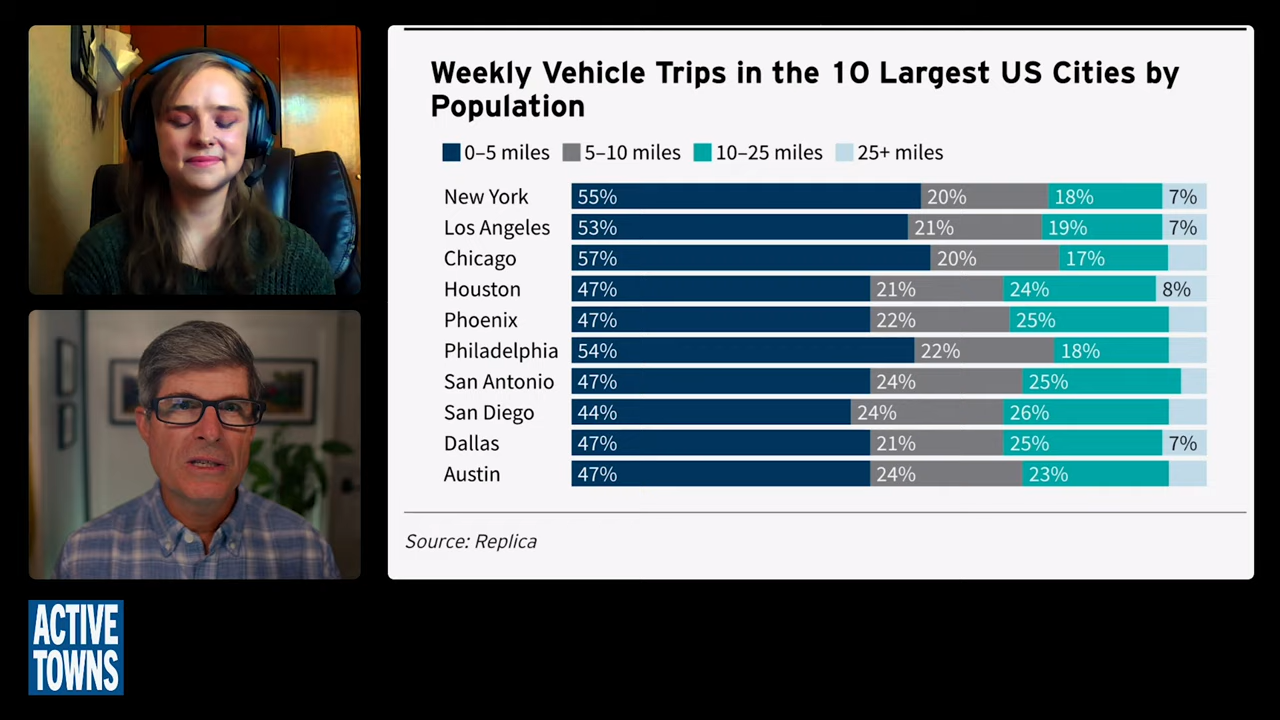 Weekly Vehicle Trips in the 10 Largest US Cities by
Population
0–5 miles 5–10 miles 10–25 miles 25+ miles
New York 55% 20% 18% 7%
Los Angeles 53% 21% 19% 7%
Chicago 57% 20% 17%
Houston 47% 21% 24% 8%
Phoenix 47% 22% 25%
Philadelphia 54% 22% 18%
San Antonio 47% 24% 25%
San Diego 44% 24% 26%
Dallas 47% 21% 25% 7%
Austin 47% 24% 23%
Source: Replica
ACTIVE
TOWNS